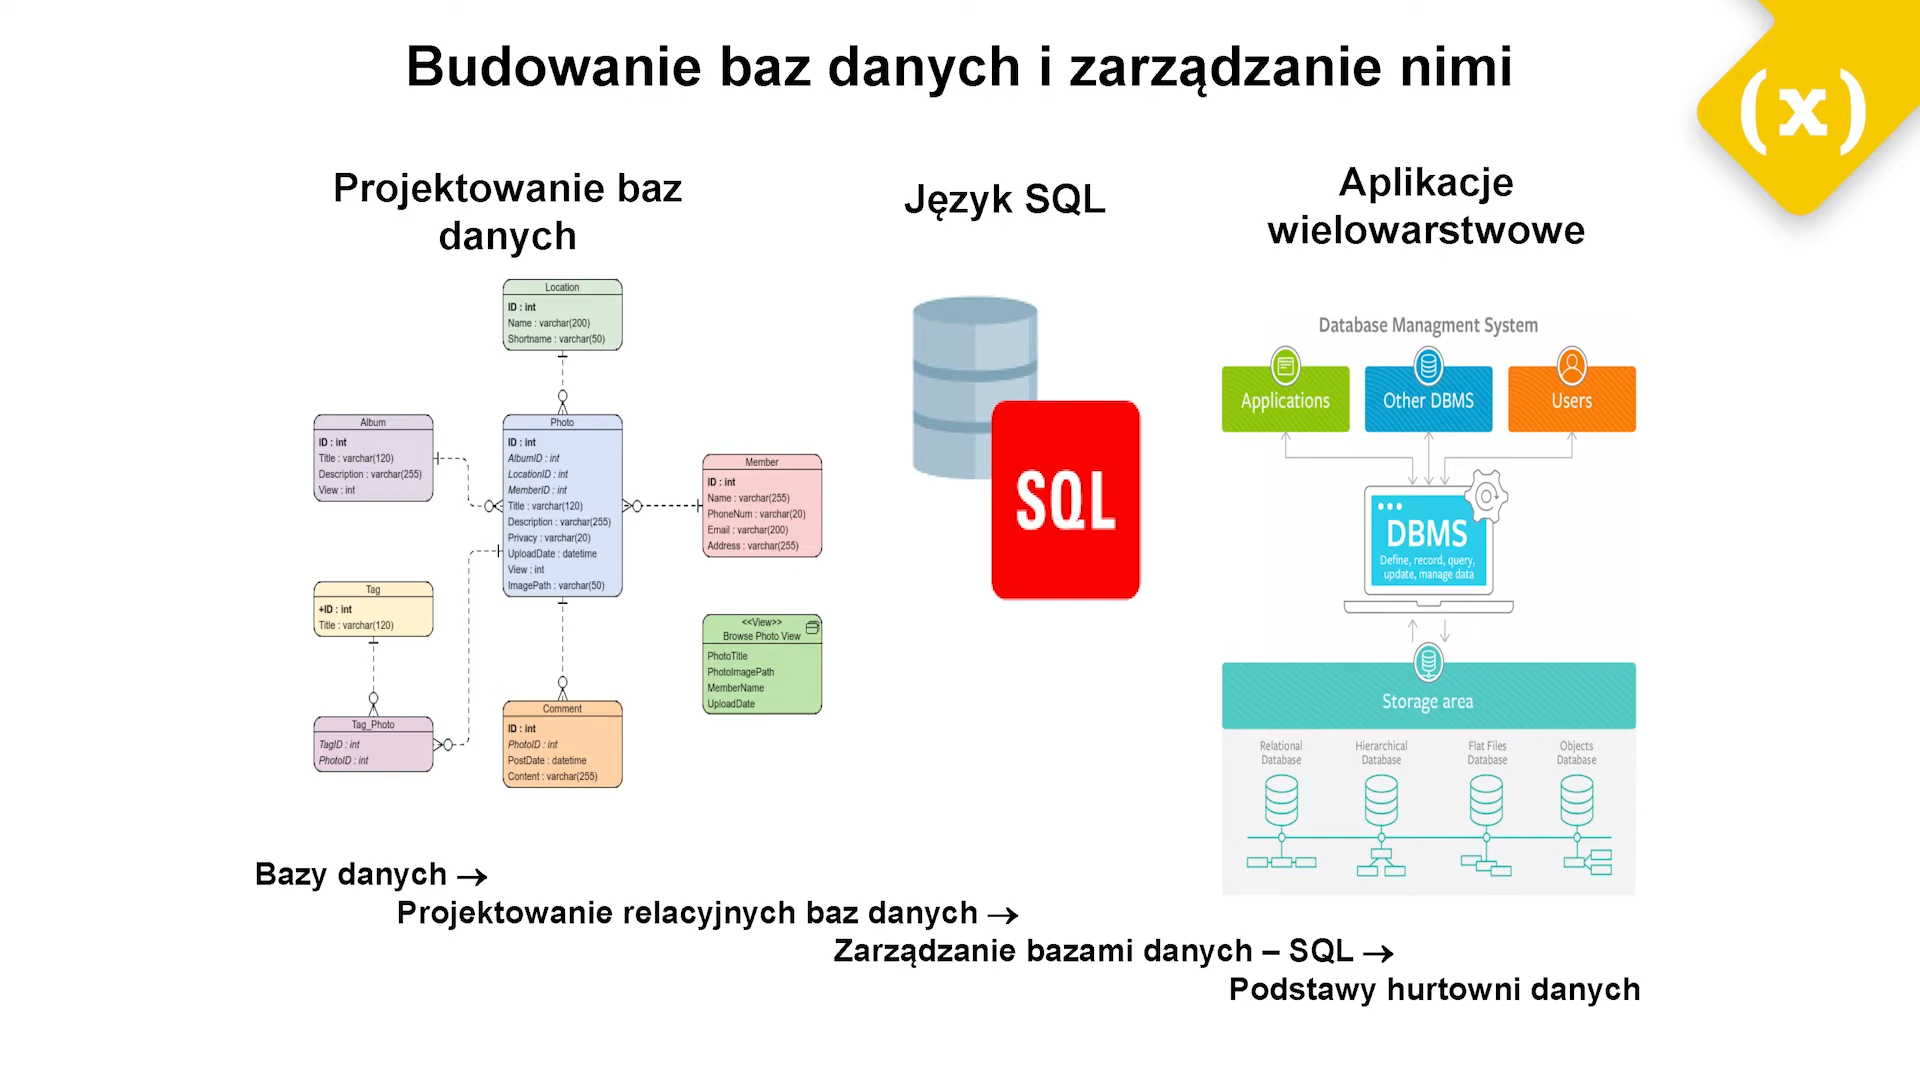 Budowanie baz danych i zarządzanie nimi
(x)
Projektowanie baz
danych
Język SQL
Aplikacje
wielowarstwowe
Location
ID : int
Name : varchar(200)
Shortname : varchar(50)
Album
ID : int
Title : varchar(120)
Description : varchar(255)
View : int
Photo
ID : int
AlbumID : int
LocationID : int
MemberID : int
Title : varchar(120)
Description : varchar(255)
Privacy : varchar(20)
UploadDate : datetime
View : int
ImagePath : varchar(50)
Member
ID : int
Name : varchar(255)
PhoneNum : varchar(20)
Email : varchar(200)
Address : varchar(255)
Tag
+ID : int
Title : varchar(120)
<<View>>
Browse Photo View
PhotoTitle
PhotoImagePath
MemberName
UploadDate
Tag_Photo
TagID : int
PhotoID : int
Comment
ID : int
PhotoID : int
PostDate : datetime
Content : varchar(255)
SQL
Database Managment System
Applications
Other DBMS
Users
DBMS
Define, record, query,
update, manage data
Storage area
Relational
Database
Hierarchical
Database
Flat Files
Database
Objects
Database
Bazy danych →
Projektowanie relacyjnych baz danych →
Zarządzanie bazami danych – SQL →
Podstawy hurtowni danych